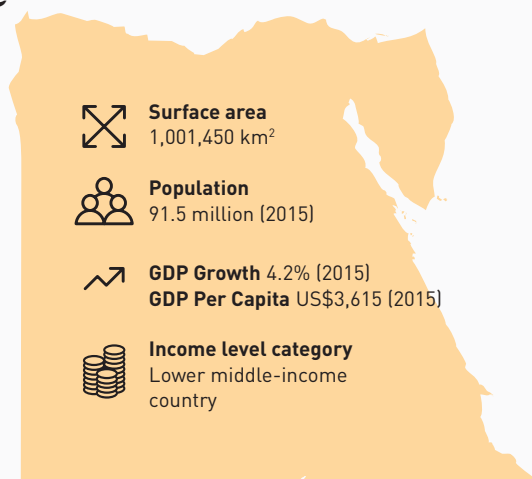 Surface area
1,001,450 km²
Population
91.5 million (2015)
GDP Growth 4.2% (2015)
GDP Per Capita US$3,615 (2015)
Income level category
Lower middle-income
country